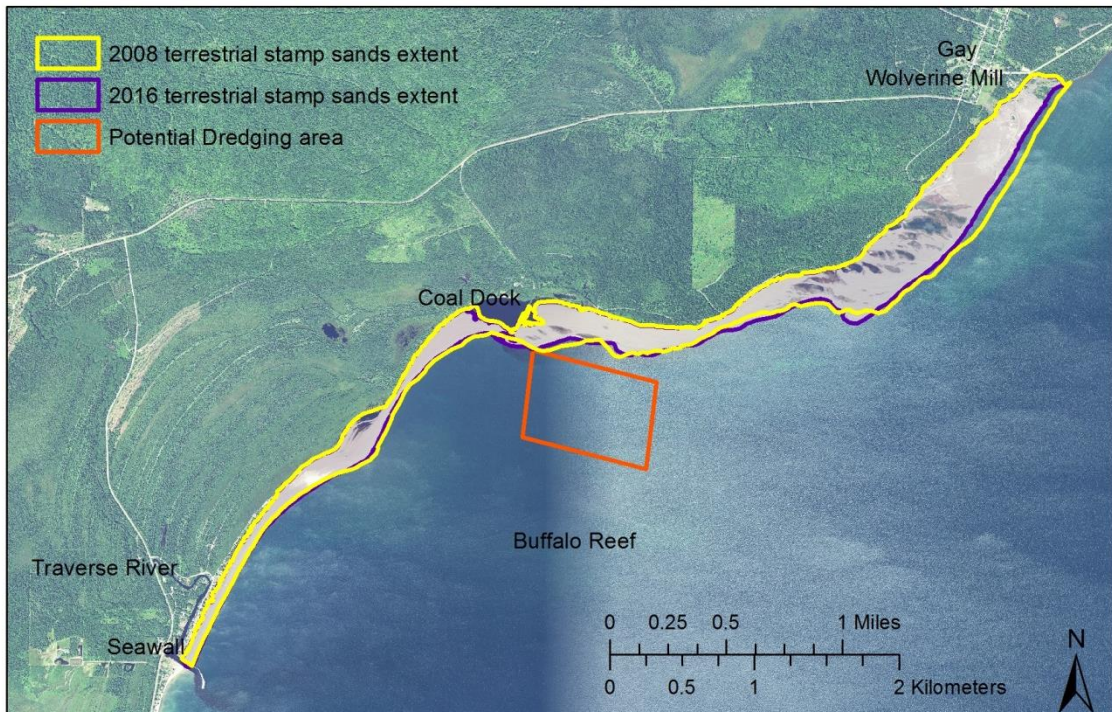 2008 terrestrial stamp sands extent
2016 terrestrial stamp sands extent
Potential Dredging area
Gay
Wolverine Mill
Coal Dock
Buffalo Reef
Traverse River
Seawall
0 0.25 0.5 1 Miles
0 0.5 1 2 Kilometers
N